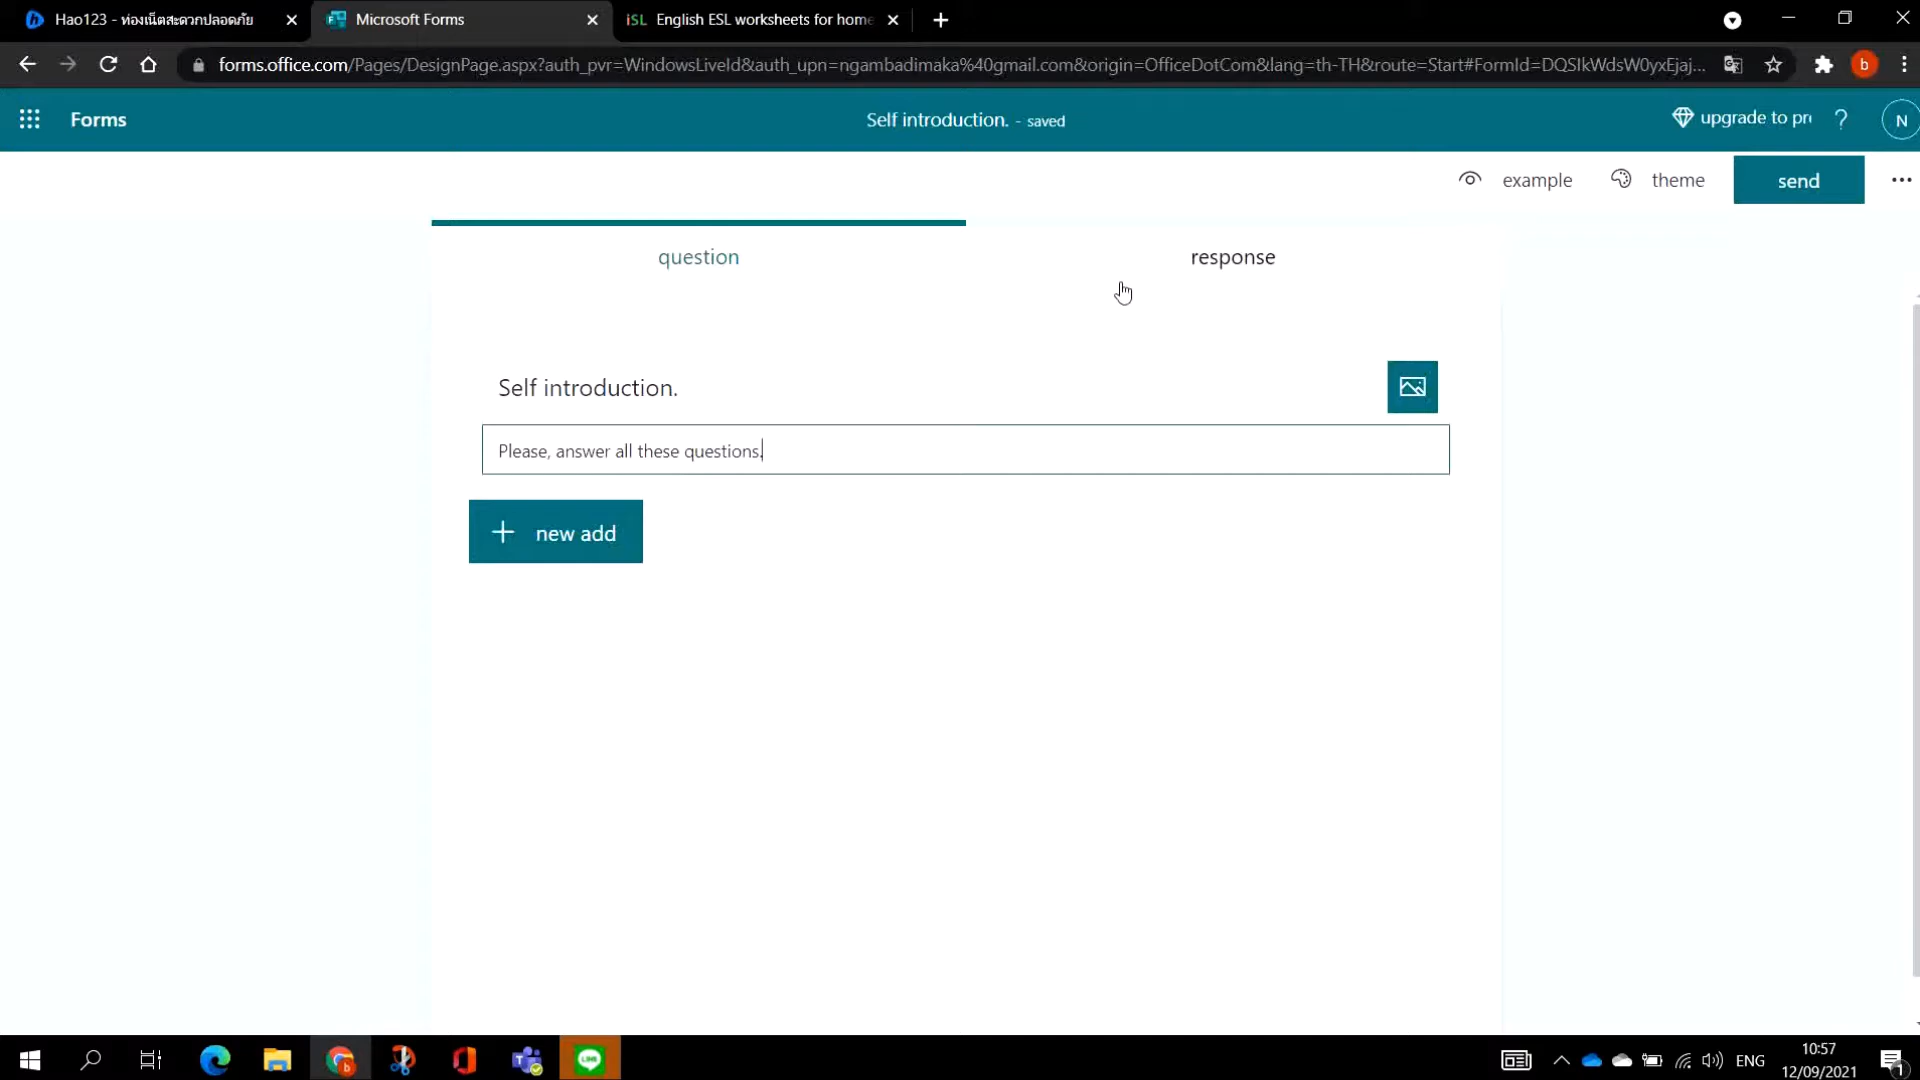 Hao123 - ท่องเน็ตสะดวกปลอดภัย
Microsoft Forms
iSL English ESL worksheets for home
forms.office.com/Pages/DesignPage.aspx?auth_pvr=WindowsLiveId&auth_upn=ngambadimaka%40gmail.com&origin=OfficeDotCom&lang=th-TH&route=Start#FormId=DQSIkWdsW0yxEjaj...
b
Forms
Self introduction. - saved
upgrade to pr
?
N
example
theme
send
question
response
Self introduction.
Please, answer all these questions.
new add
LINE
ENG
10:57
12/09/2021
1